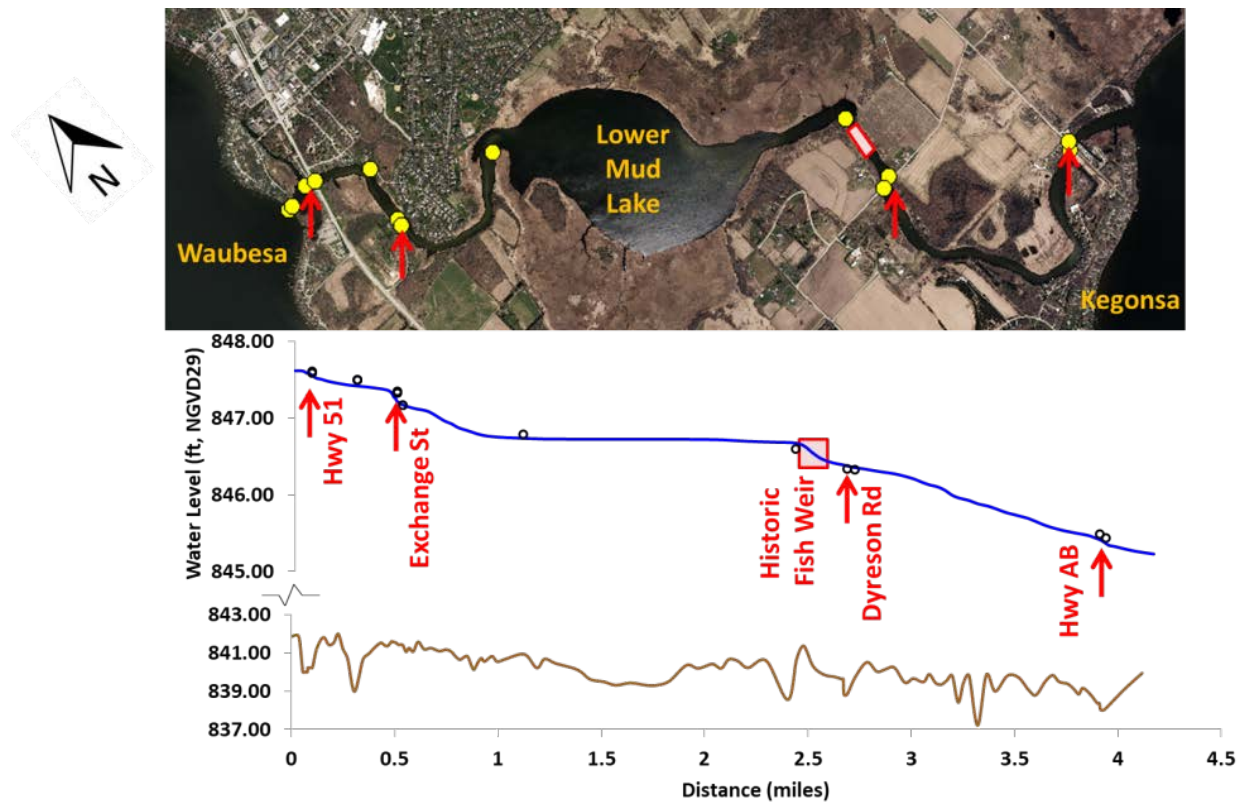 N
Waubesa
Lower
Mud
Lake
Kegonsa
Water Level (ft, NGVD29)
848.00
847.00
846.00
845.00
843.00
841.00
839.00
837.00
Hwy 51
Exchange St
Historic
Fish Weir
Dyreson Rd
Hwy AB
0 0.5 1 1.5 2 2.5 3 3.5 4 4.5
Distance (miles)